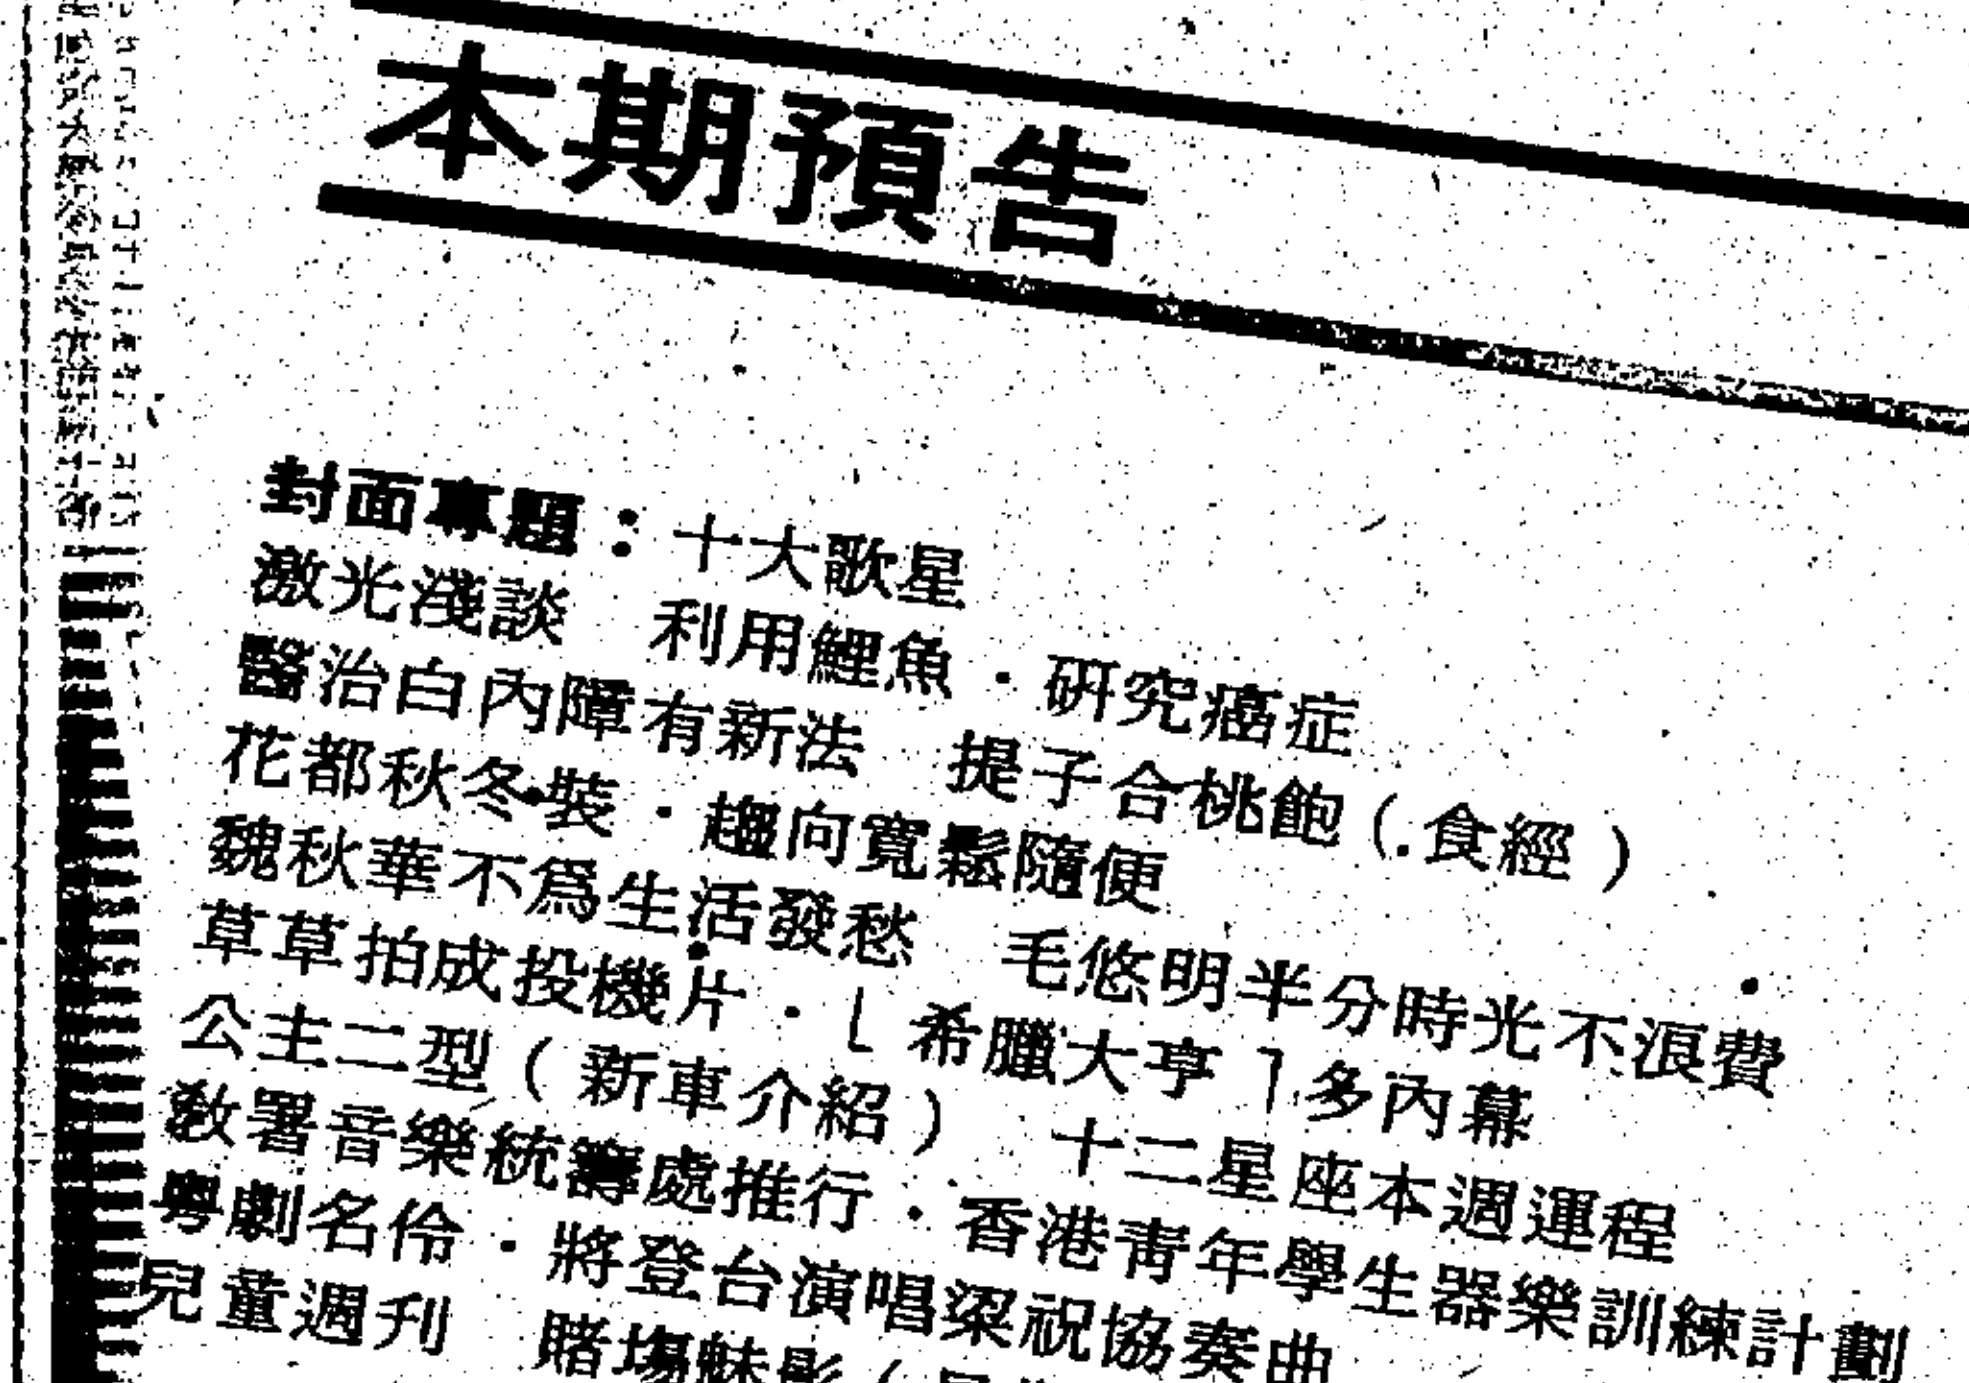 本期預告
封面專題：十大歌星
激光淺談　利用鯉魚・研究癌症
醫治白內障有新法　提子合桃飽（食經）
花都秋冬裝・趨向寬鬆隨便
魏秋華不爲生活發愁　毛悠明半分時光不浪費
草草拍成投機片・﹂希臘大亨﹁多內幕
公主二型（新車介紹）　十二星座本週運程
敎署音樂統籌處推行・香港靑年學生器樂訓練計劃
粤劇名伶・將登台演唱梁祝協奏曲
兒童週刋　賭場魅影（